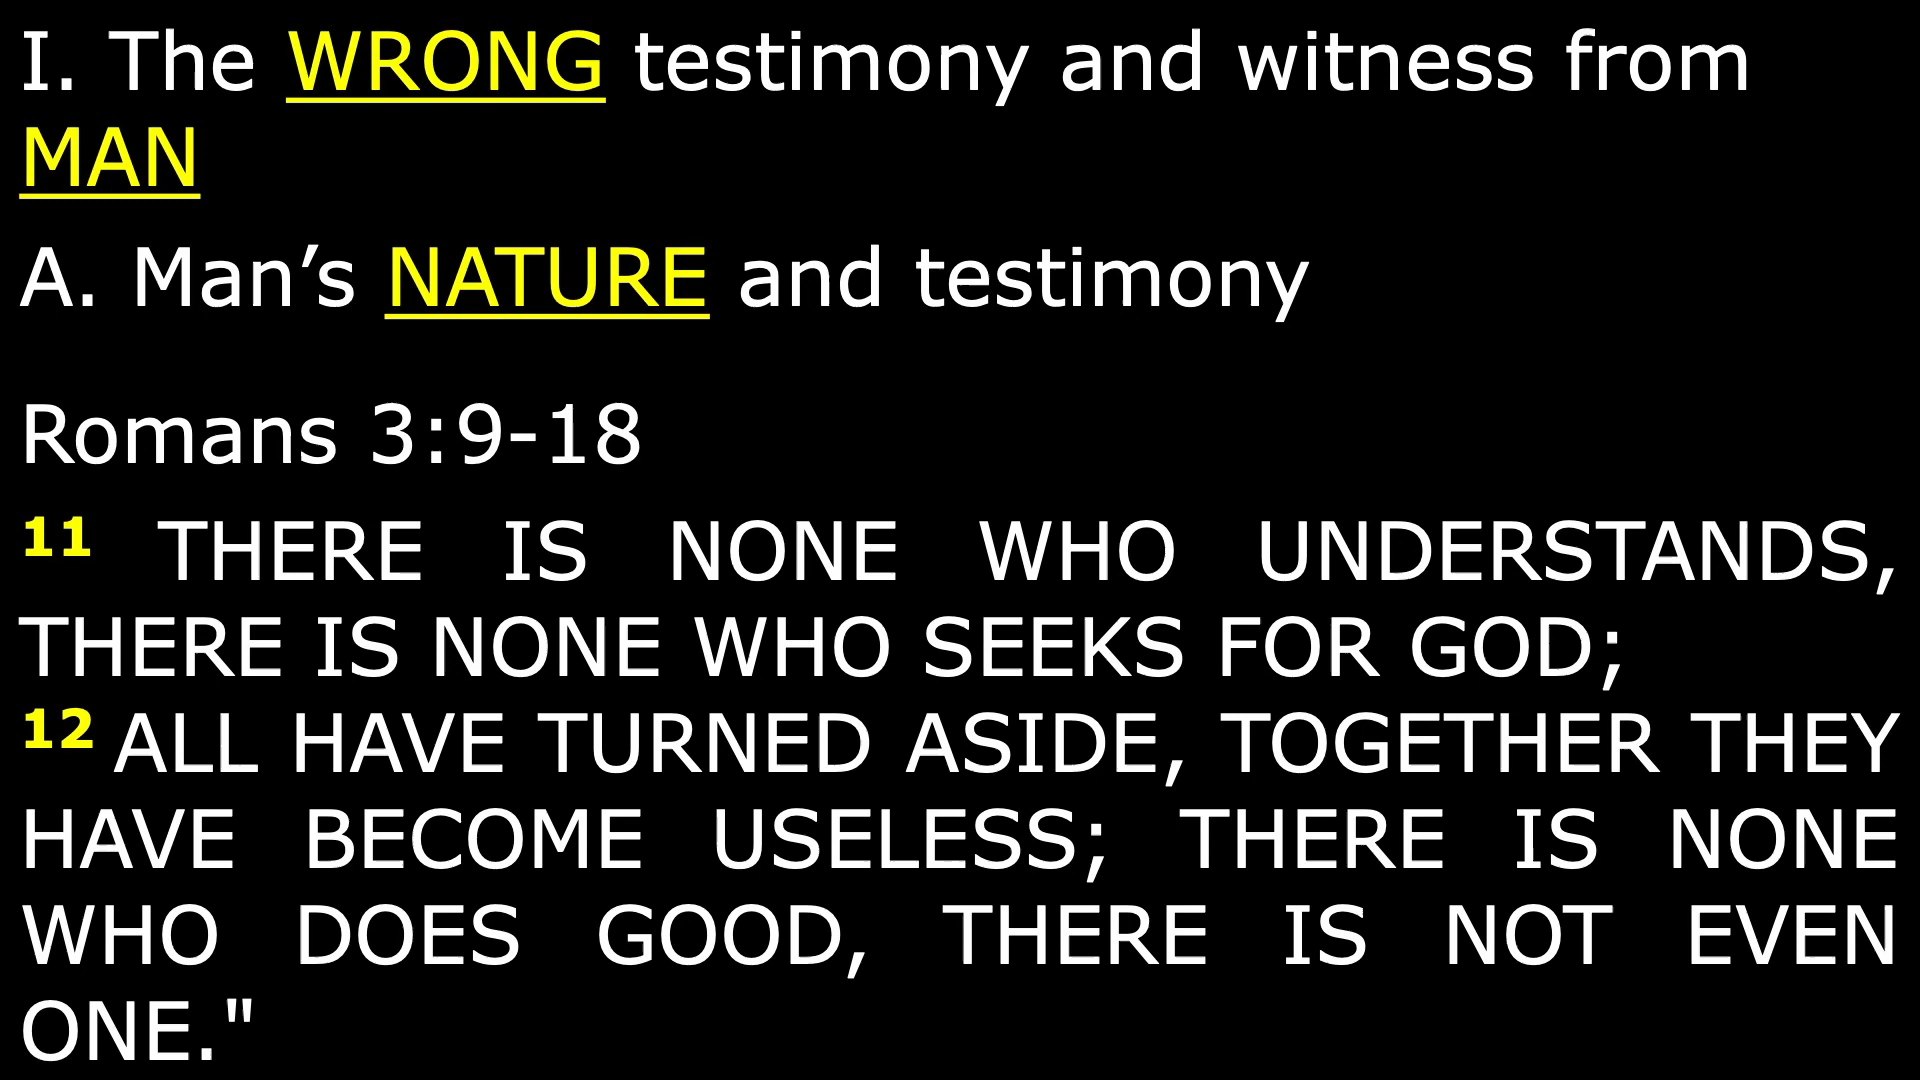 I. The WRONG testimony and witness from
MAN
A. Man’s NATURE and testimony
Romans 3:9-18
11 THERE IS NONE WHO UNDERSTANDS,
THERE IS NONE WHO SEEKS FOR GOD;
12 ALL HAVE TURNED ASIDE, TOGETHER THEY
HAVE BECOME USELESS; THERE IS NONE
WHO DOES GOOD, THERE IS NOT EVEN
ONE."